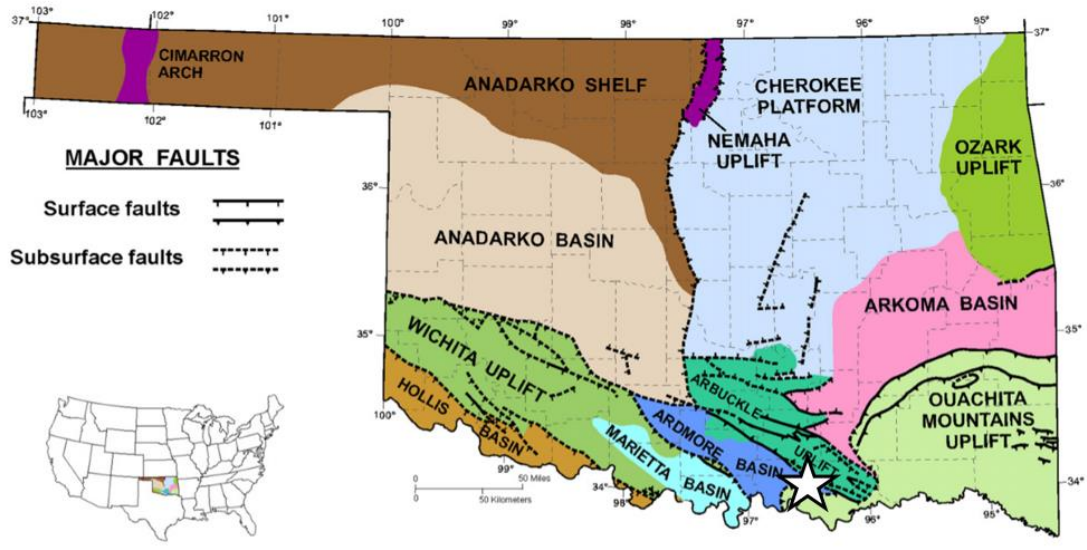 103°
102°
101°
100°
99°
98°
97°
96°
95°
37°
37°
CIMARRON
ARCH
ANADARKO SHELF
CHEROKEE
PLATFORM
103°
102°
101°
NEMAHA
UPLIFT
OZARK
UPLIFT
MAJOR FAULTS
36°
36°
Surface faults
Subsurface faults
ANADARKO BASIN
ARKOMA BASIN
35°
35°
WICHITA UPLIFT
HOLLIS
BASIN
100°
ARBUCKLE
UPLIFT
ARDMORE
BASIN
MARIETTA
BASIN
OUACHITA
MOUNTAINS
UPLIFT
99°
0
50 Miles
0
50 Kilometers
34°
98°
97°
96°
95°
34°